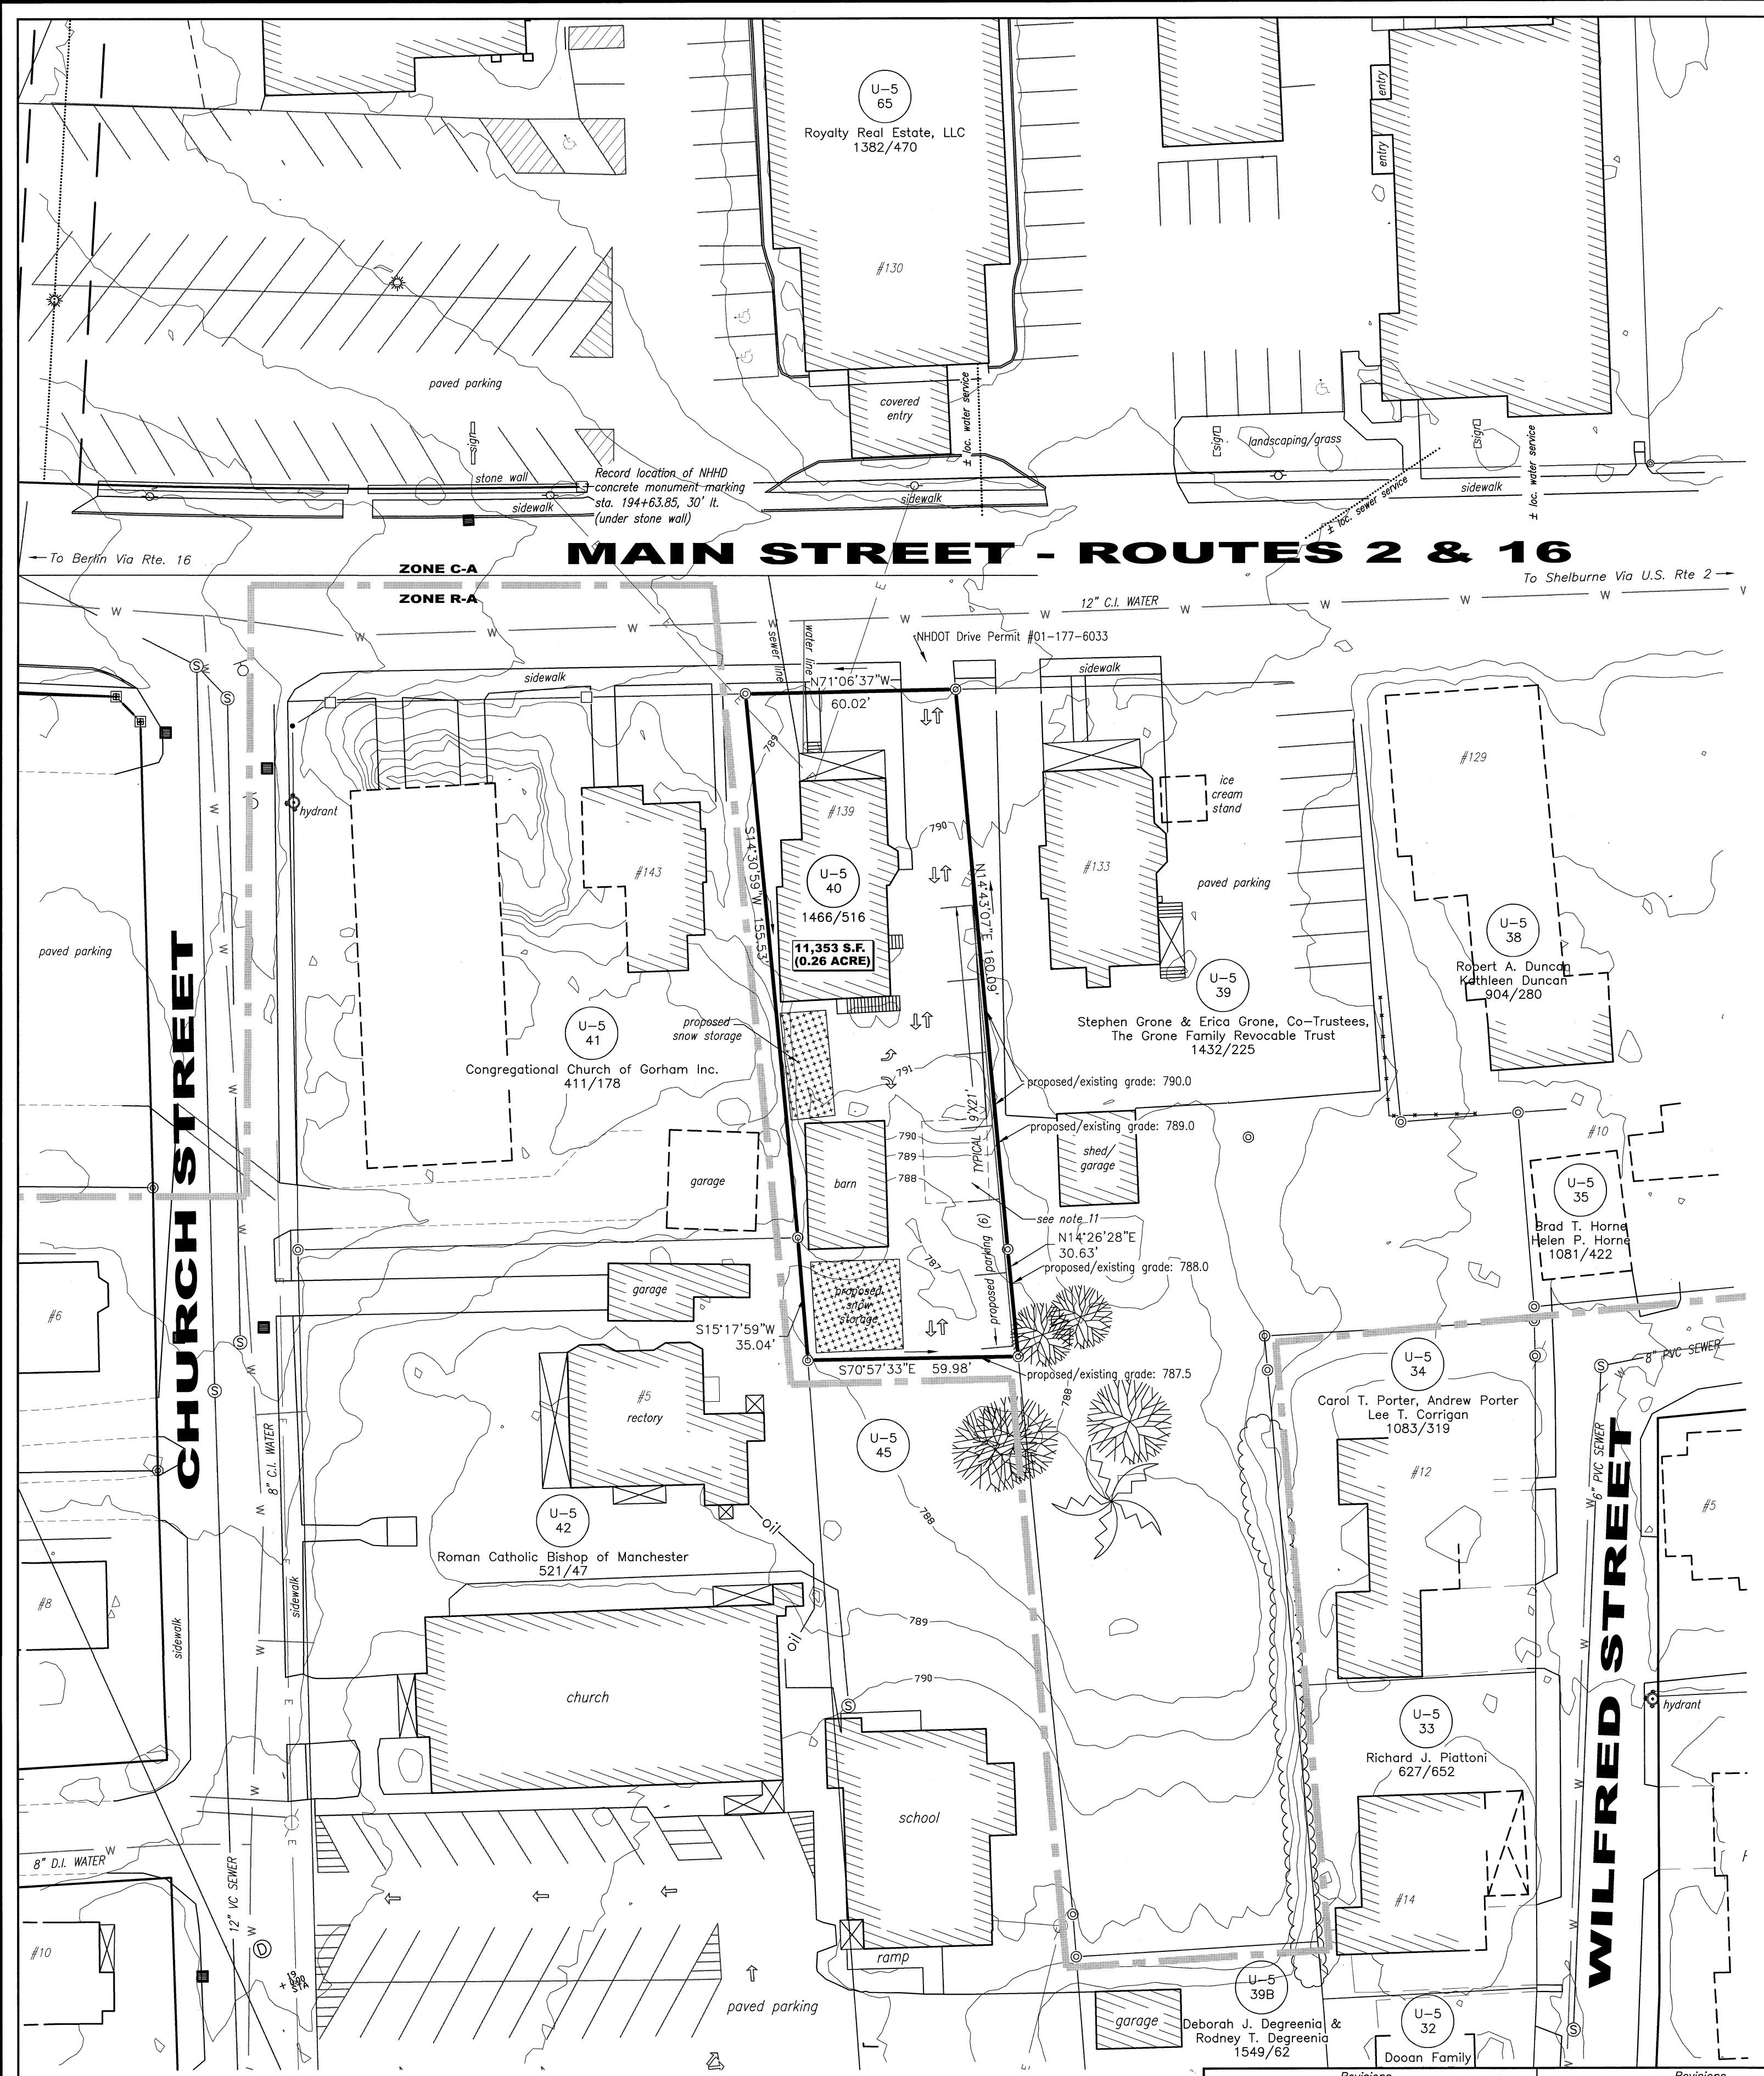 U-5
65
Royalty Real Estate, LLC
1382/470
entry
entry
#130
paved parking
covered
entry
± loc. water service
sign
sign
landscaping/grass
sign
± loc. water service
stone wall
Record location of NHHD
concrete monument marking
sta. 194+63.85, 30' lt.
(under stone wall)
sidewalk
sidewalk
sidewalk
± loc. sewer service
To Berlin Via Rte. 16
MAIN STREET - ROUTES 2 & 16
ZONE C-A
ZONE R-A
To Shelburne Via U.S. Rte 2
W W W W W W W W W W
12" C.I. WATER
NHDOT Drive Permit #01-177-6033
sewer line
water line
sidewalk
sidewalk
N71°06'37"W
60.02'
789
#129
#139
hydrant
ice
cream
stand
790
#143
#133
S14°30'59"W 155.53'
N14°43'07"E 160.09'
U-5
40
1466/516
11,353 S.F.
(0.26 ACRE)
paved parking
paved parking
U-5
38
Robert A. Duncan
Kathleen Duncan
904/280
U-5
39
Stephen Grone & Erica Grone, Co-Trustees,
The Grone Family Revocable Trust
1432/225
U-5
41
Congregational Church of Gorham Inc.
411/178
proposed
snow storage
791
proposed/existing grade: 790.0
proposed/existing grade: 789.0
TYPICAL 9'X21'
790
789
788
shed/
garage
#10
garage
barn
U-5
35
Brad T. Horne
Helen P. Horne
1081/422
see note 11
N14°26'28"E
30.63'
proposed/existing grade: 788.0
787
proposed parking (6)
CHURCH STREET
#6
garage
proposed
snow
storage
S15°17'59"W
35.04'
S70°57'33"E 59.98'
proposed/existing grade: 787.5
788
#5
rectory
U-5
45
U-5
34
Carol T. Porter, Andrew Porter
Lee T. Corrigan
1083/319
8" PVC SEWER
6" PVC SEWER
8" C.I. WATER
#12
#5
oil
U-5
42
Roman Catholic Bishop of Manchester
521/47
788
#8
sidewalk
sidewalk
789
oil
790
church
WILFRED STREET
hydrant
U-5
33
Richard J. Piattoni
627/652
school
8" D.I. WATER
12" VC SEWER
#14
#10
D
ramp
paved parking
U-5
39B
Deborah J. Degreenia &
Rodney T. Degreenia
1549/62
garage
U-5
32
Dooan Family
Revisions
Revisions